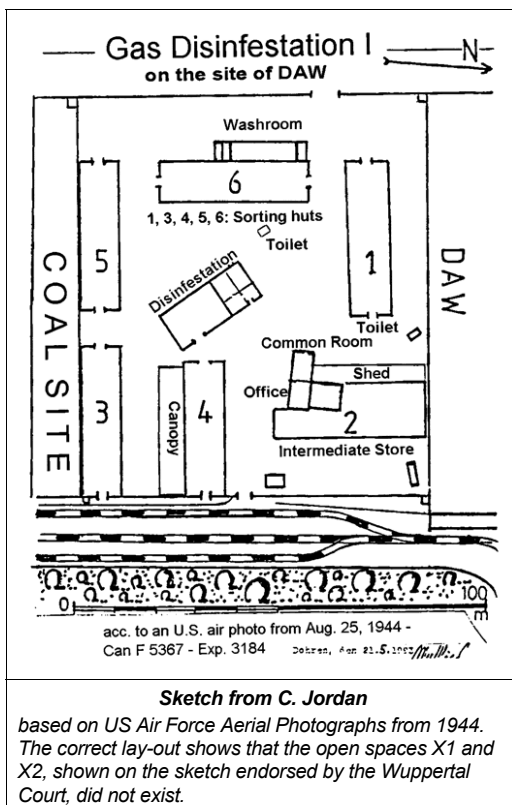 Gas Disinfestation I
N
on the site of DAW
Washroom
6
1, 3, 4, 5, 6: Sorting huts
Toilet
5
1
Disinfestation
COAL SITE
DAW
Toilet
Common Room
Shed
Office
3
Canopy
4
2
Intermediate Store
0
100
m
acc. to an U.S. air photo from Aug. 25, 1944 -
Can F 5367 - Exp. 3184
Sketch from C. Jordan
based on US Air Force Aerial Photographs from 1944.
The correct lay-out shows that the open spaces X1 and
X2, shown on the sketch endorsed by the Wuppertal
Court, did not exist.